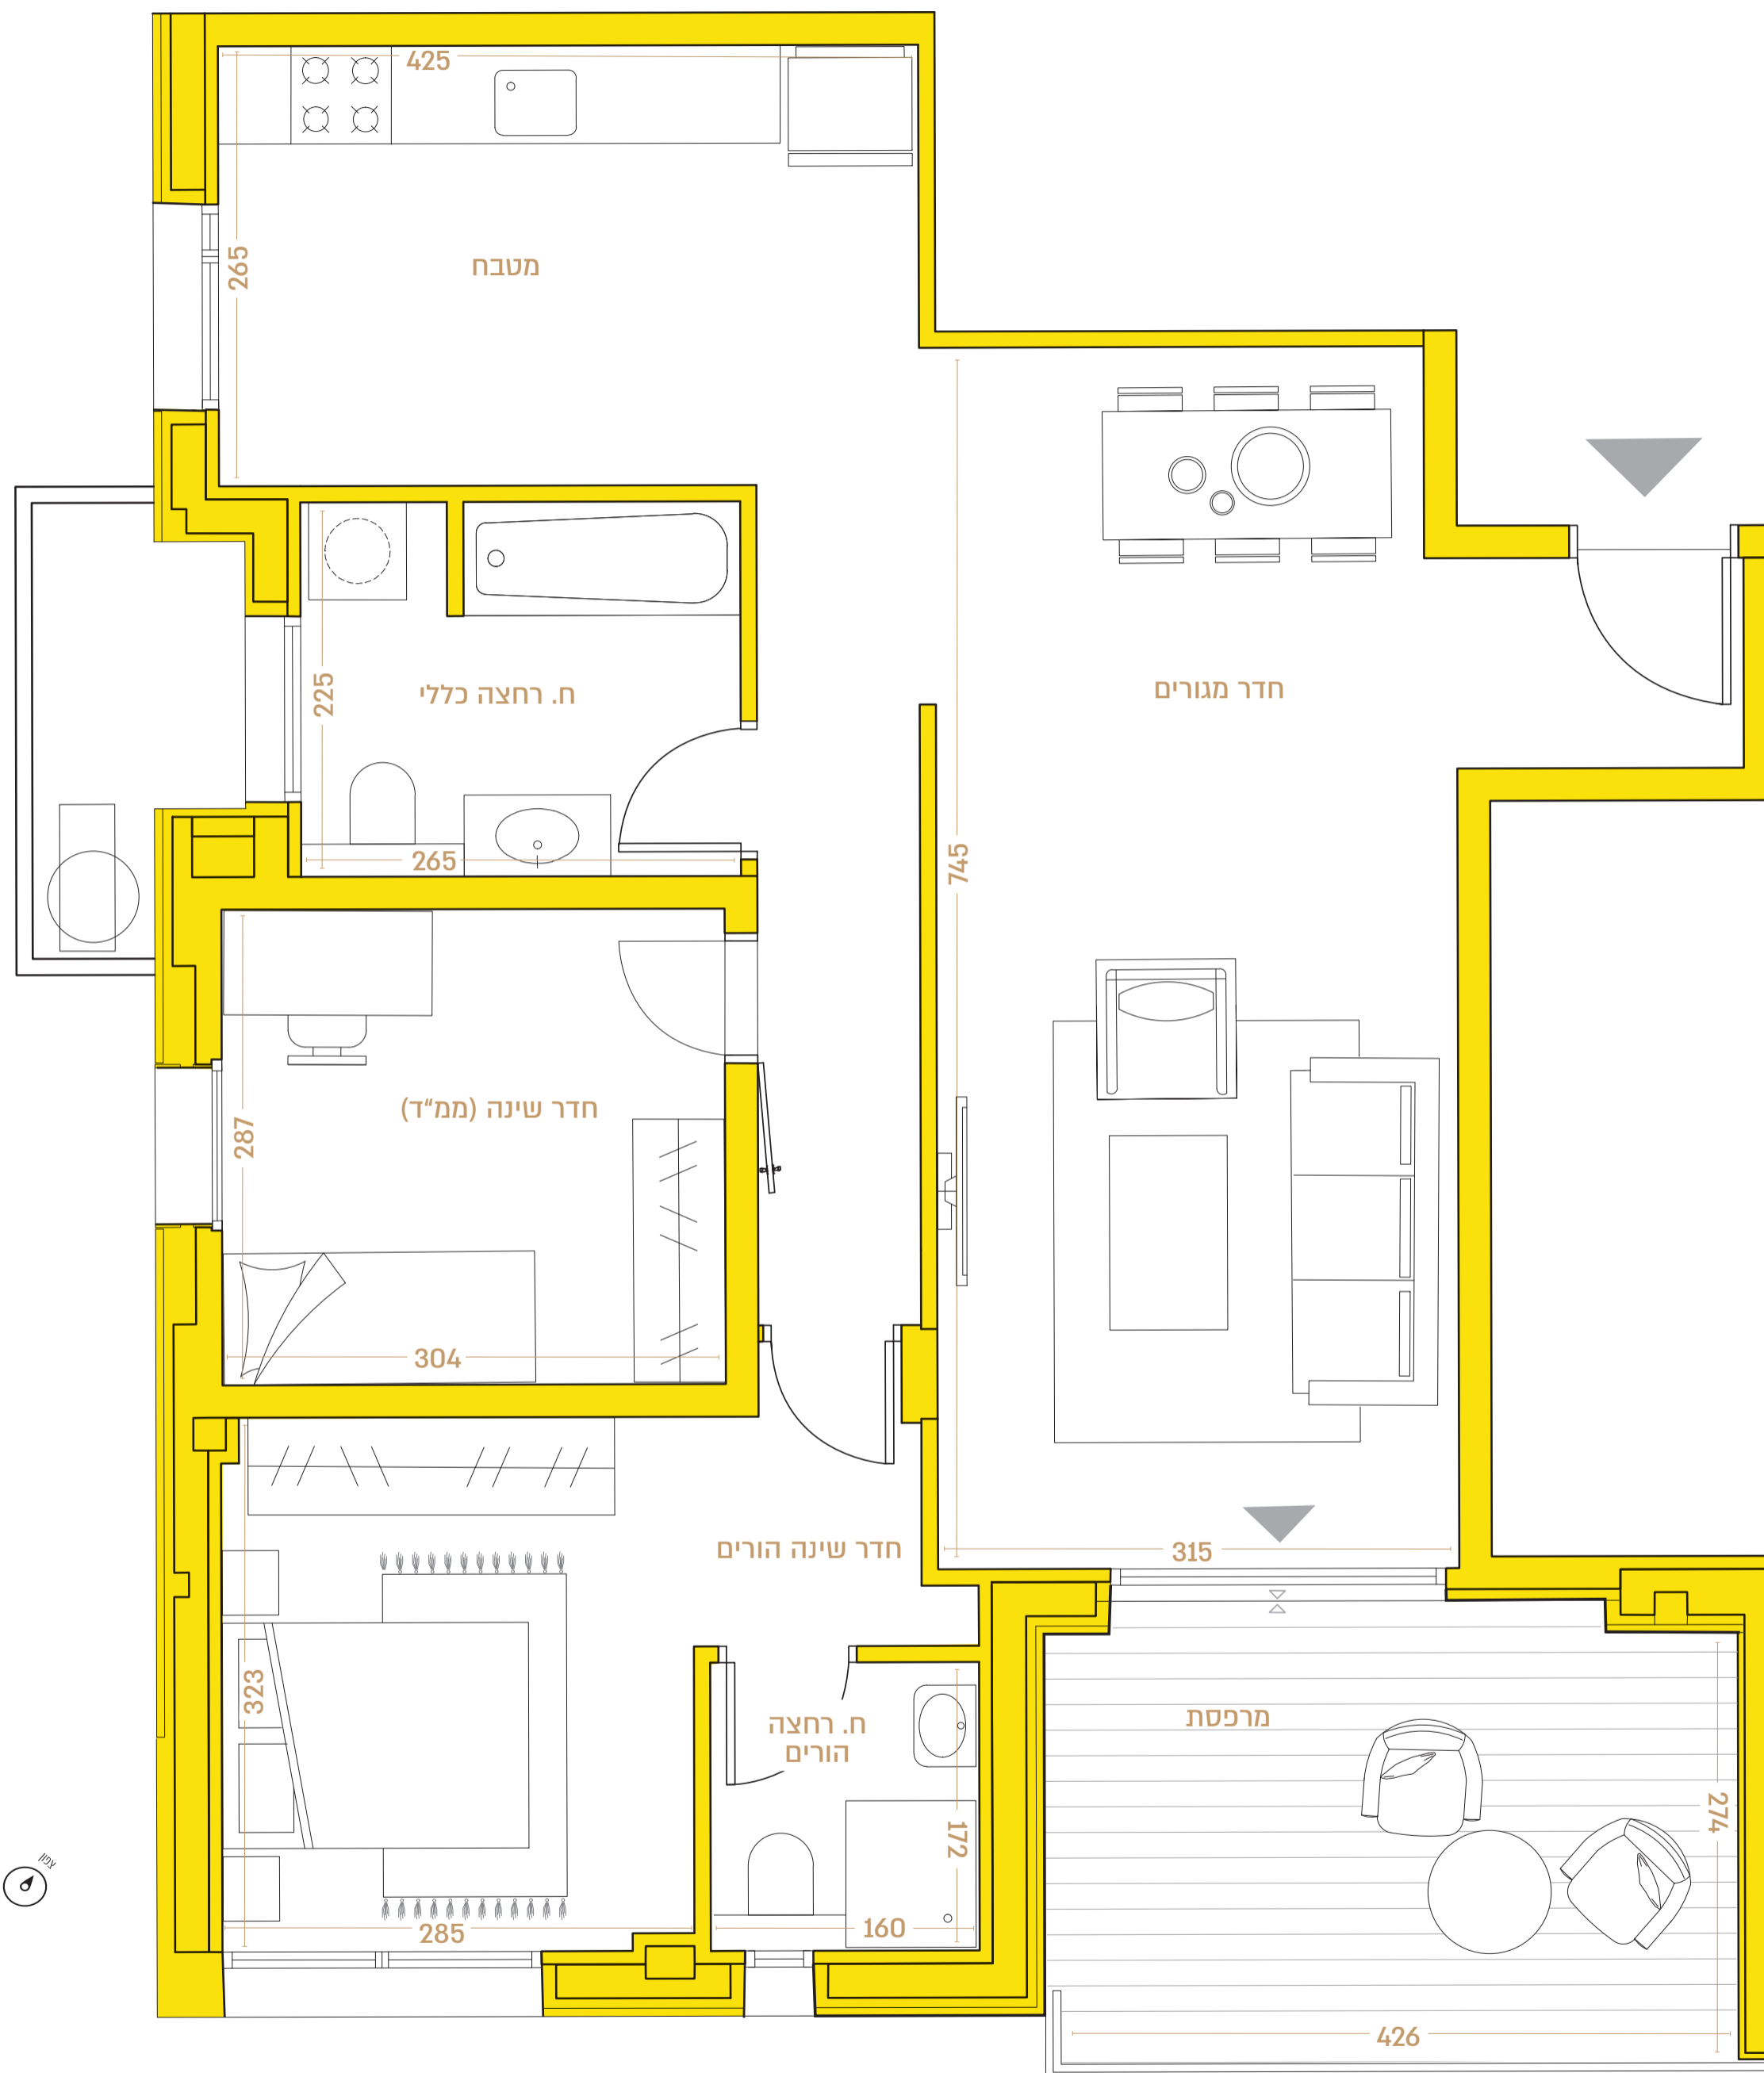 425
265
מטבח
חדר מגורים
225
ח. רחצה כללי
265
745
חדר שינה (ממ"ד)
287
304
315
חדר שינה הורים
323
ח. רחצה
הורים
מרפסת
172
274
285
160
426
צפון